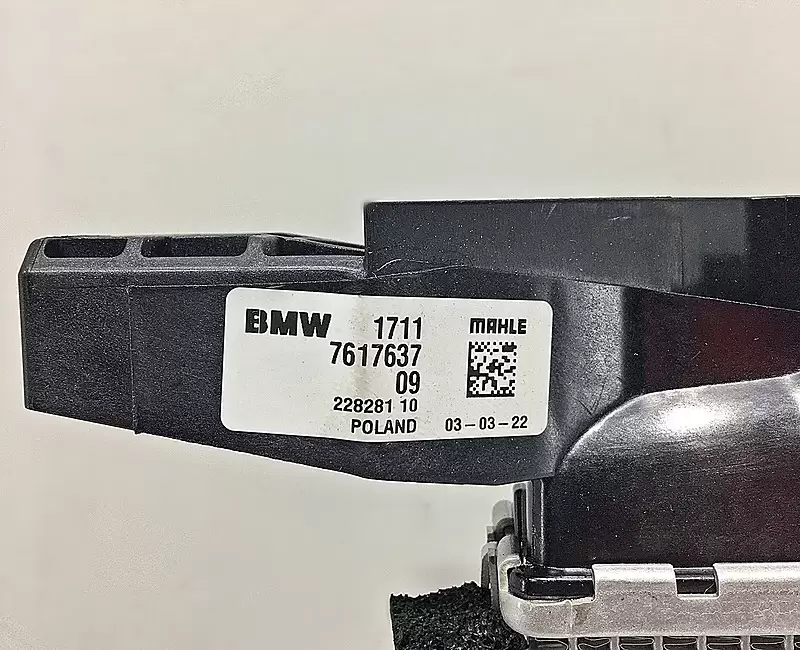 BMW 1711 MAHLE
7617637
09
228281 10
POLAND 03-03-22